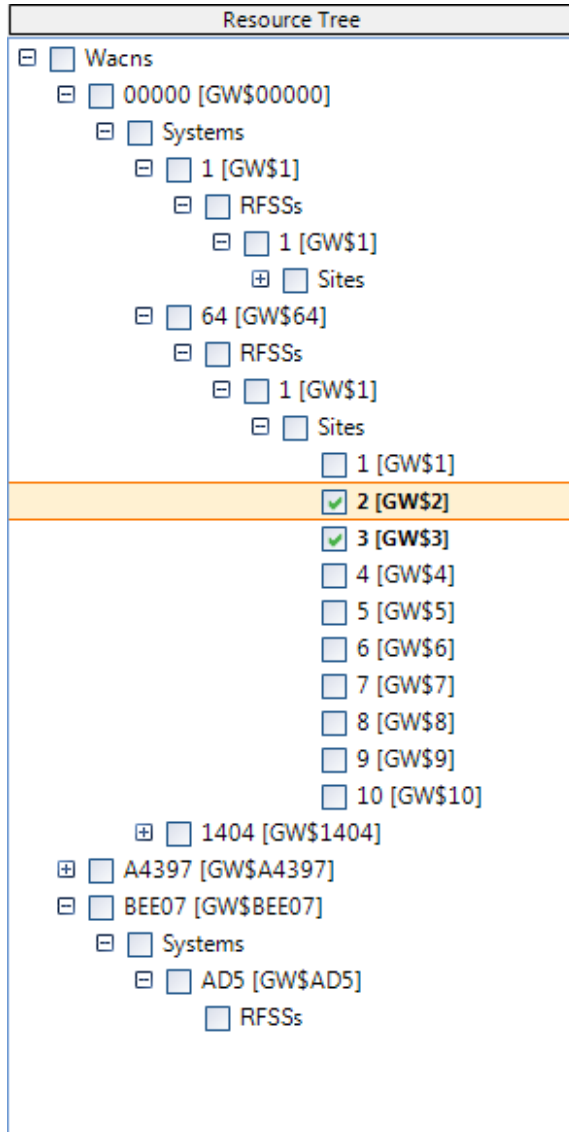 Resource Tree
Wacns
00000 [GW$00000]
Systems
1 [GW$1]
RFSSs
1 [GW$1]
Sites
64 [GW$64]
RFSSs
1 [GW$1]
Sites
1 [GW$1]
2 [GW$2]
3 [GW$3]
4 [GW$4]
5 [GW$5]
6 [GW$6]
7 [GW$7]
8 [GW$8]
9 [GW$9]
10 [GW$10]
1404 [GW$1404]
A4397 [GW$A4397]
BEE07 [GW$BEE07]
Systems
AD5 [GW$AD5]
RFSSs